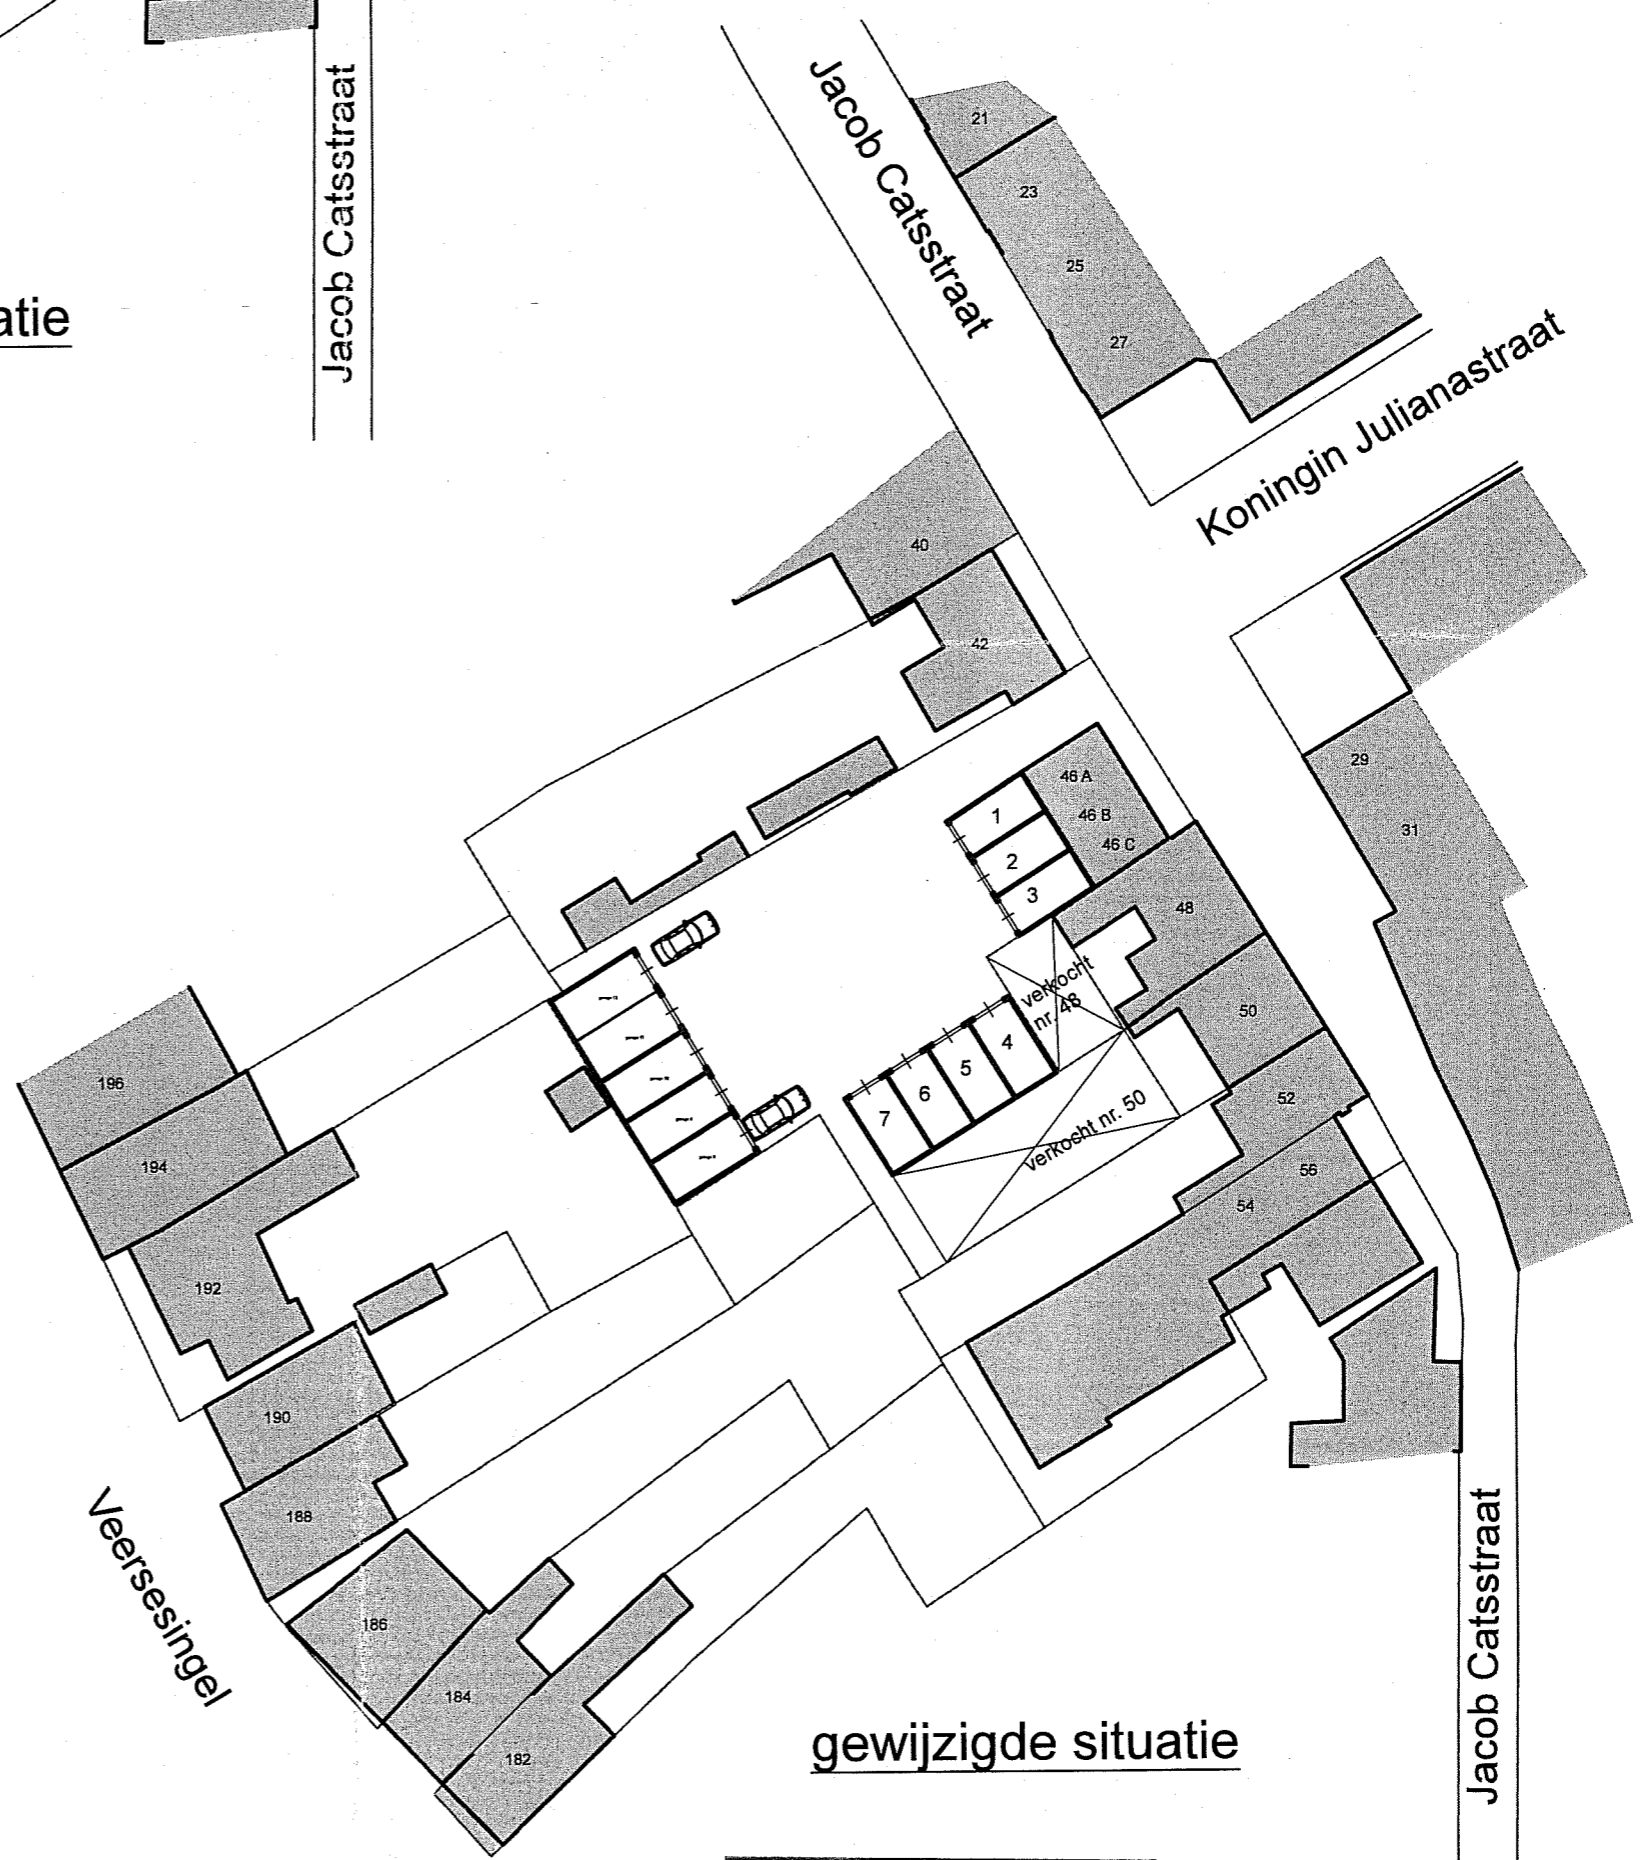 Jacob Catsstraat
atie
Jacob Catsstraat
21
23
25
27
Koningin Julianastraat
40
42
29
31
46 A
46 B
46 C
1
2
3
48
verkocht
nr. 48
50
4
5
6
7
verkocht nr. 50
52
56
54
196
194
192
190
188
186
184
182
Veersesingel
Jacob Catsstraat
gewijzigde situatie